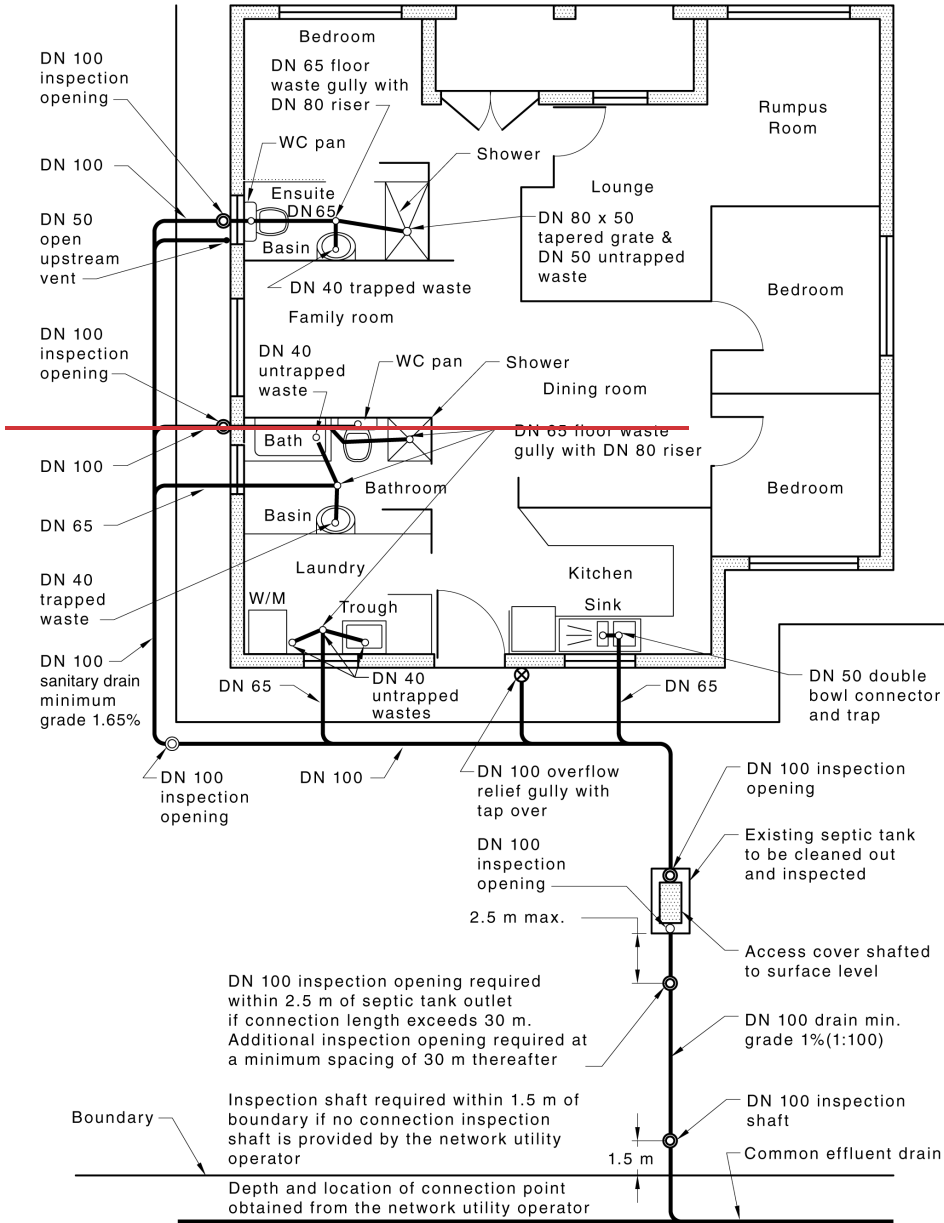 Bedroom
DN 100
inspection
opening
DN 65 floor
waste gully with
DN 80 riser
Rumpus
Room
WC pan
Shower
DN 100
Lounge
Ensuite
DN 65
DN 50
open
upstream
vent
Basin
DN 80 x 50
tapered grate &
DN 50 untrapped
waste
DN 40 trapped waste
Bedroom
Family room
DN 100
inspection
opening
DN 40
untrapped
waste
WC pan
Shower
Dining room
DN 65 floor waste
gully with DN 80 riser
Bath
DN 100
Bathroom
Bedroom
DN 65
Basin
Laundry
Kitchen
DN 40
trapped
waste
W/M
Trough
Sink
DN 100
sanitary drain
minimum
grade 1.65%
DN 65
DN 40
untrapped
wastes
DN 65
DN 50 double
bowl connector
and trap
DN 100
inspection
opening
DN 100
DN 100 overflow
relief gully with
tap over
DN 100 inspection
opening
DN 100
inspection
opening
Existing septic tank
to be cleaned out
and inspected
2.5 m max.
Access cover shafted
to surface level
DN 100 inspection opening required
within 2.5 m of septic tank outlet
if connection length exceeds 30 m.
Additional inspection opening required at
a minimum spacing of 30 m thereafter
DN 100 drain min.
grade 1%(1:100)
Inspection shaft required within 1.5 m of
boundary if no connection inspection
shaft is provided by the network utility
operator
DN 100 inspection
shaft
Boundary
1.5 m
Common effluent drain
Depth and location of connection point
obtained from the network utility operator